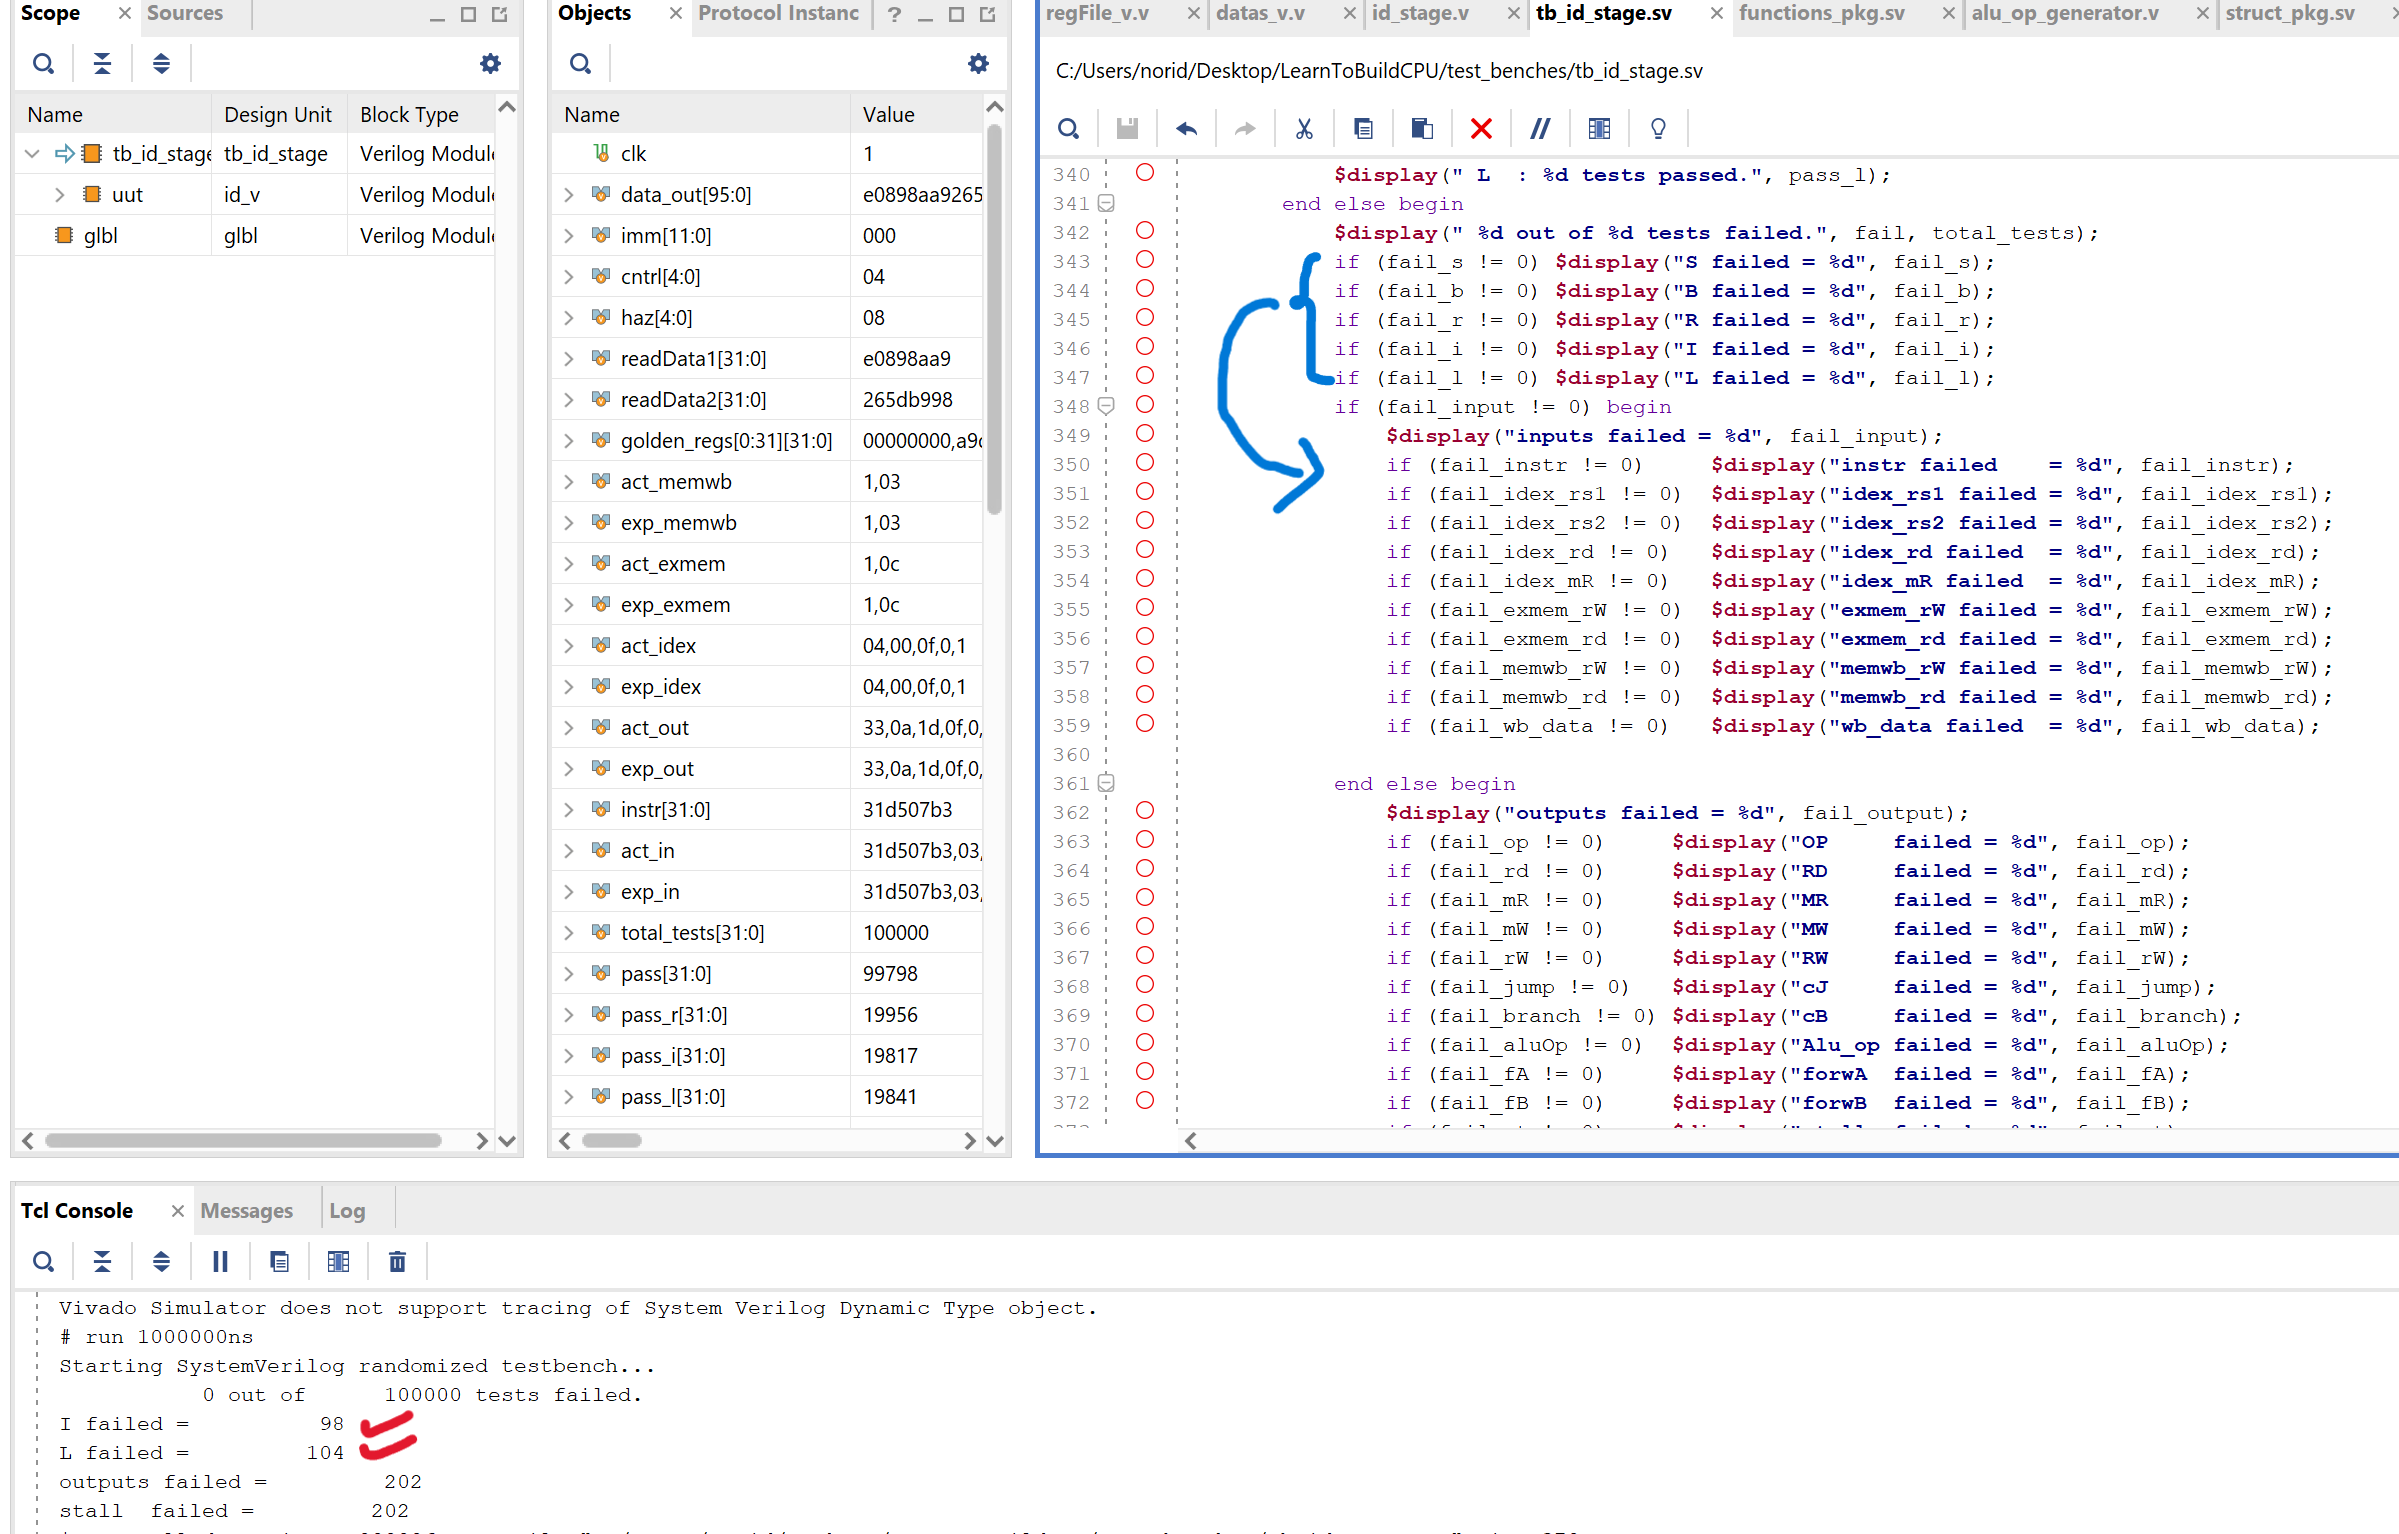 Scope
Sources
Name Design Unit Block Type
tb_id_stage tb_id_stage Verilog Module
uut id_v Verilog Module
glbl glbl Verilog Module
Objects
Protocol Instanc
?
Name Value
clk 1
data_out[95:0] e0898aa9265
imm[11:0] 000
cntrl[4:0] 04
haz[4:0] 08
readData1[31:0] e0898aa9
readData2[31:0] 265db998
golden_regs[0:31][31:0] 00000000,a9
act_memwb 1,03
exp_memwb 1,03
act_exmem 1,0c
exp_exmem 1,0c
act_idex 04,00,0f,0,1
exp_idex 04,00,0f,0,1
act_out 33,0a,1d,0f,0,
exp_out 33,0a,1d,0f,0,
instr[31:0] 31d507b3
act_in 31d507b3,03,
exp_in 31d507b3,03,
total_tests[31:0] 100000
pass[31:0] 99798
pass_r[31:0] 19956
pass_i[31:0] 19817
pass_l[31:0] 19841
regFile_v.v
datas_v.v
id_stage.v
tb_id_stage.sv
functions_pkg.sv
alu_op_generator.v
struct_pkg.sv
C:/Users/norid/Desktop/LearnToBuildCPU/test_benches/tb_id_stage.sv
340 $display(" L  : %d tests passed.", pass_l);
341 end else begin
342 $display(" %d out of %d tests failed.", fail, total_tests);
343 if (fail_s != 0) $display("S failed = %d", fail_s);
344 if (fail_b != 0) $display("B failed = %d", fail_b);
345 if (fail_r != 0) $display("R failed = %d", fail_r);
346 if (fail_i != 0) $display("I failed = %d", fail_i);
347 if (fail_l != 0) $display("L failed = %d", fail_l);
348 if (fail_input != 0) begin
349 $display("inputs failed = %d", fail_input);
350 if (fail_instr != 0) $display("instr failed    = %d", fail_instr);
351 if (fail_idex_rs1 != 0) $display("idex_rs1 failed = %d", fail_idex_rs1);
352 if (fail_idex_rs2 != 0) $display("idex_rs2 failed = %d", fail_idex_rs2);
353 if (fail_idex_rd != 0) $display("idex_rd failed  = %d", fail_idex_rd);
354 if (fail_idex_mR != 0) $display("idex_mR failed  = %d", fail_idex_mR);
355 if (fail_exmem_rW != 0) $display("exmem_rW failed = %d", fail_exmem_rW);
356 if (fail_exmem_rd != 0) $display("exmem_rd failed = %d", fail_exmem_rd);
357 if (fail_memwb_rW != 0) $display("memwb_rW failed = %d", fail_memwb_rW);
358 if (fail_memwb_rd != 0) $display("memwb_rd failed = %d", fail_memwb_rd);
359 if (fail_wb_data != 0) $display("wb_data failed  = %d", fail_wb_data);
360
361 end else begin
362 $display("outputs failed = %d", fail_output);
363 if (fail_op != 0) $display("OP     failed = %d", fail_op);
364 if (fail_rd != 0) $display("RD     failed = %d", fail_rd);
365 if (fail_mR != 0) $display("MR     failed = %d", fail_mR);
366 if (fail_mW != 0) $display("MW     failed = %d", fail_mW);
367 if (fail_rW != 0) $display("RW     failed = %d", fail_rW);
368 if (fail_jump != 0) $display("cJ     failed = %d", fail_jump);
369 if (fail_branch != 0) $display("cB     failed = %d", fail_branch);
370 if (fail_aluOp != 0) $display("Alu_op failed = %d", fail_aluOp);
371 if (fail_fA != 0) $display("forwA  failed = %d", fail_fA);
372 if (fail_fB != 0) $display("forwB  failed = %d", fail_fB);
Tcl Console
Messages
Log
Vivado Simulator does not support tracing of System Verilog Dynamic Type object.
# run 1000000ns
Starting SystemVerilog randomized testbench...
0 out of 100000 tests failed.
I failed = 98
L failed = 104
outputs failed = 202
stall  failed = 202